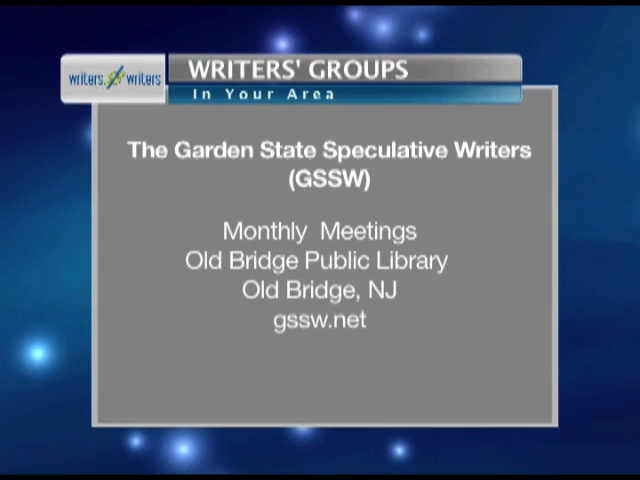 writers writers
WRITERS' GROUPS
In Your Area
The Garden State Speculative Writers
(GSSW)
Monthly Meetings
Old Bridge Public Library
Old Bridge, NJ
gssw.net